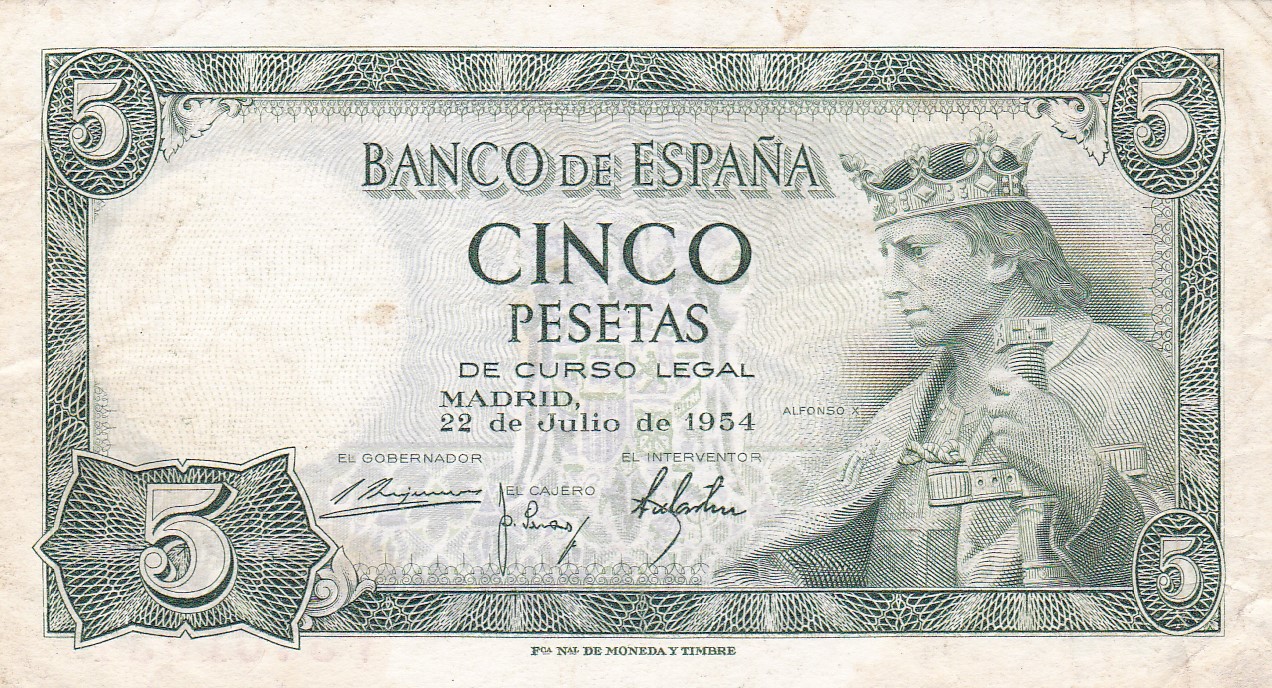 5
5
BANCO DE ESPAÑA
CINCO
PESETAS
DE CURSO LEGAL
MADRID,
22 de Julio de 1954
ALFONSO X
EL GOBERNADOR
EL INTERVENTOR
EL CAJERO
5
5
FCA NAL DE MONEDA Y TIMBRE